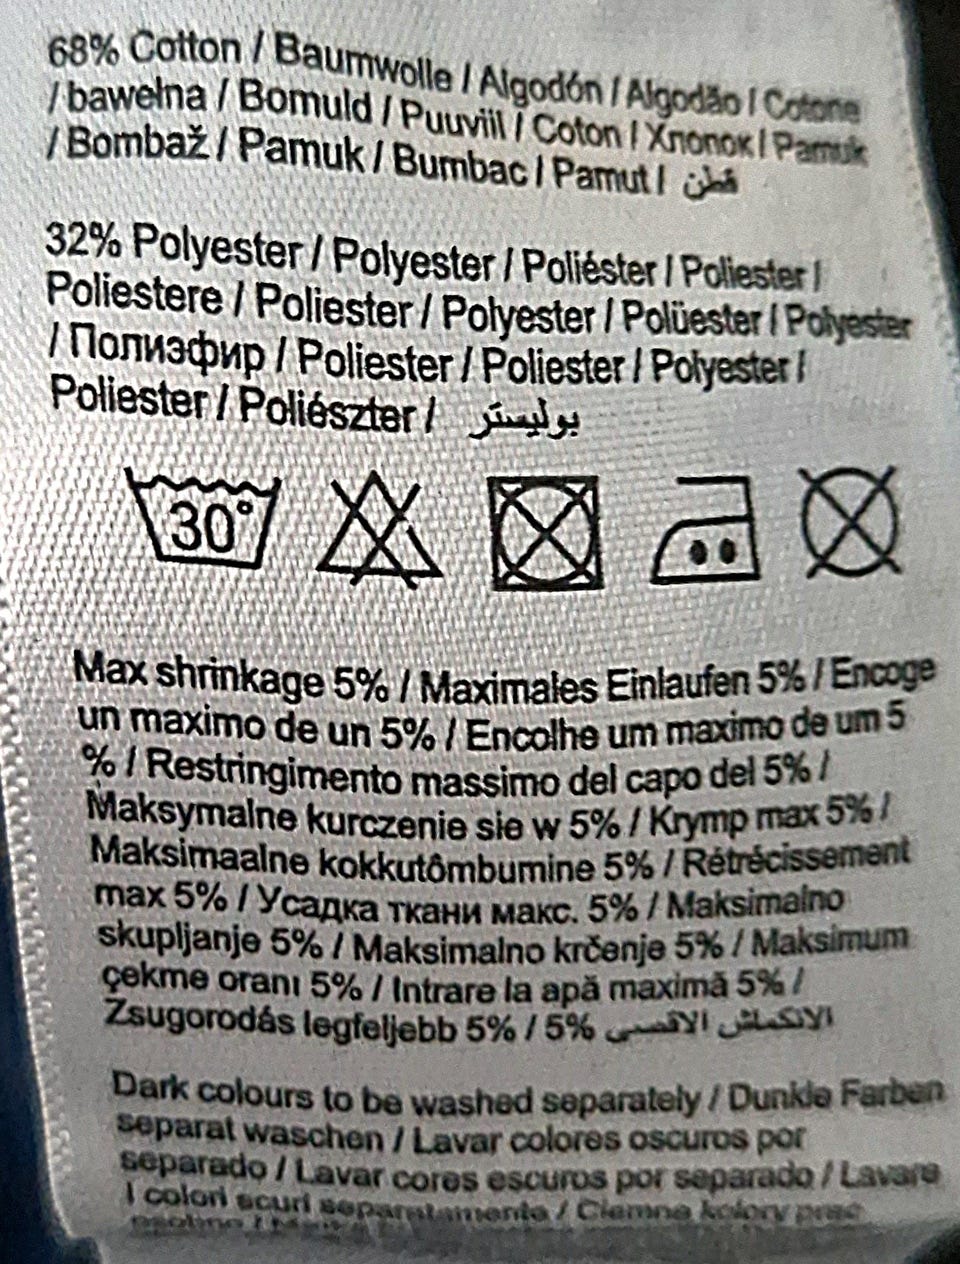 68% Cotton / Baumwolle / Algodón / Algodão / Cotone
/ bawełna / Bomuld / Puuviil / Coton / Хлопок / Pamuk
/ Bombaž / Pamuk / Bumbac / Pamut / قطن
32% Polyester / Polyester / Poliéster / Poliester /
Poliestere / Poliester / Polyester / Polüester / Polyester
/ Полиэфир / Poliester / Poliester / Polyester /
Poliester / Poliészter / بوليستر
30°
Max shrinkage 5% / Maximales Einlaufen 5% / Encoge
un maximo de un 5% / Encolhe um maximo de um 5
% / Restringimento massimo del capo del 5% /
Maksymalne kurczenie sie w 5% / Krymp max 5% /
Maksimaalne kokkutômbumine 5% / Rétrécissement
max 5% / Усадка ткани макс. 5% / Maksimalno
skupljanje 5% / Maksimalno krčenje 5% / Maksimum
çekme oranı 5% / Intrare la apă maximă 5% /
Zsugorodás legfeljebb 5% / 5% الانكماش الاقصى
Dark colours to be washed separately / Dunkle Farben
separat waschen / Lavar colores oscuros por
separado / Lavar cores escuros por separado / Lavare
I colori scuri separatamente / Ciemne kolory prac
osobno /